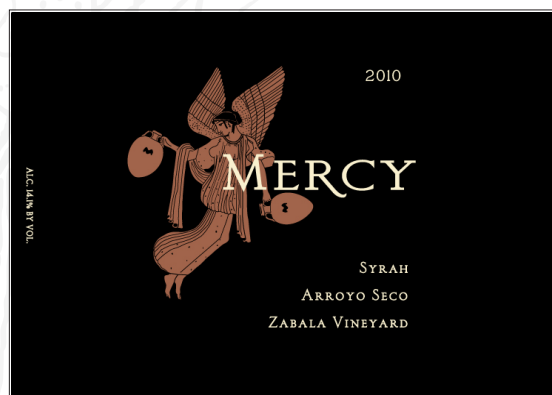 2010
MERCY
SYRAH
ARROYO SECO
ZABALA VINEYARD
ALC. 14.1% BY VOL.